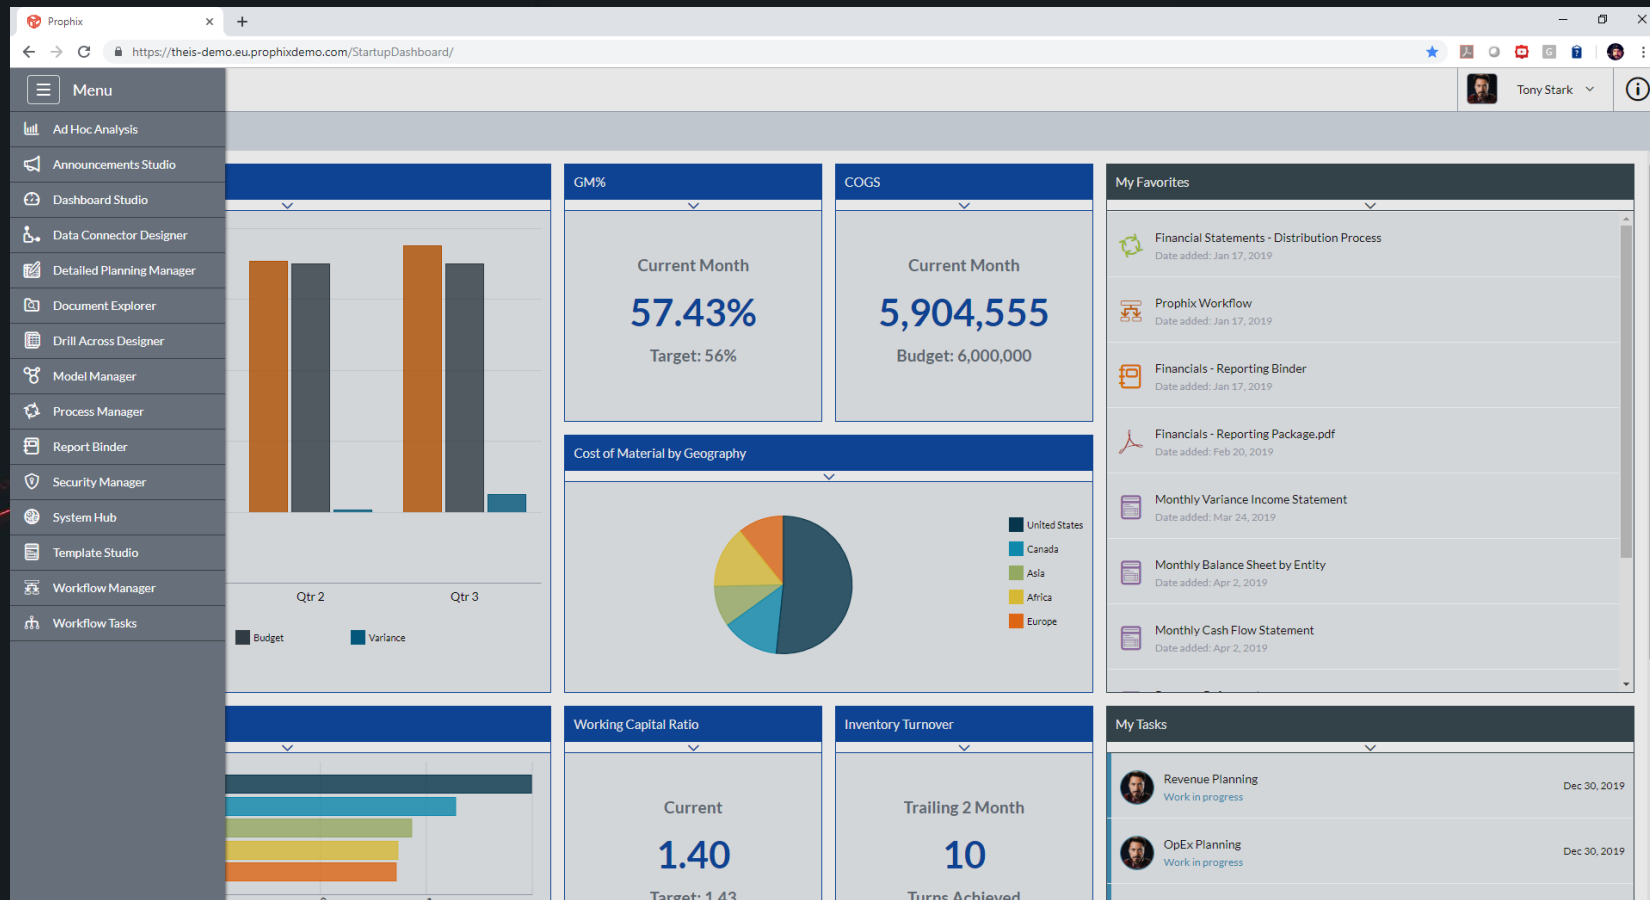 Prophix
https://theis-demo.eu.prophixdemo.com/StartupDashboard/
Menu
Tony Stark
Ad Hoc Analysis
Announcements Studio
Dashboard Studio
Data Connector Designer
Detailed Planning Manager
Document Explorer
Drill Across Designer
Model Manager
Process Manager
Report Binder
Security Manager
System Hub
Template Studio
Workflow Manager
Workflow Tasks
Qtr 2
Qtr 3
Budget
Variance
GM%
Current Month
57.43%
Target: 56%
COGS
Current Month
5,904,555
Budget: 6,000,000
Cost of Material by Geography
United States
Canada
Asia
Africa
Europe
My Favorites
Financial Statements - Distribution Process
Date added: Jan 17, 2019
Prophix Workflow
Date added: Jan 17, 2019
Financials - Reporting Binder
Date added: Jan 17, 2019
Financials - Reporting Package.pdf
Date added: Feb 20, 2019
Monthly Variance Income Statement
Date added: Mar 24, 2019
Monthly Balance Sheet by Entity
Date added: Apr 2, 2019
Monthly Cash Flow Statement
Date added: Apr 2, 2019
Working Capital Ratio
Current
1.40
Target: 1.43
Inventory Turnover
Trailing 2 Month
10
Turns Achieved
My Tasks
Revenue Planning
Work in progress
Dec 30, 2019
OpEx Planning
Work in progress
Dec 30, 2019